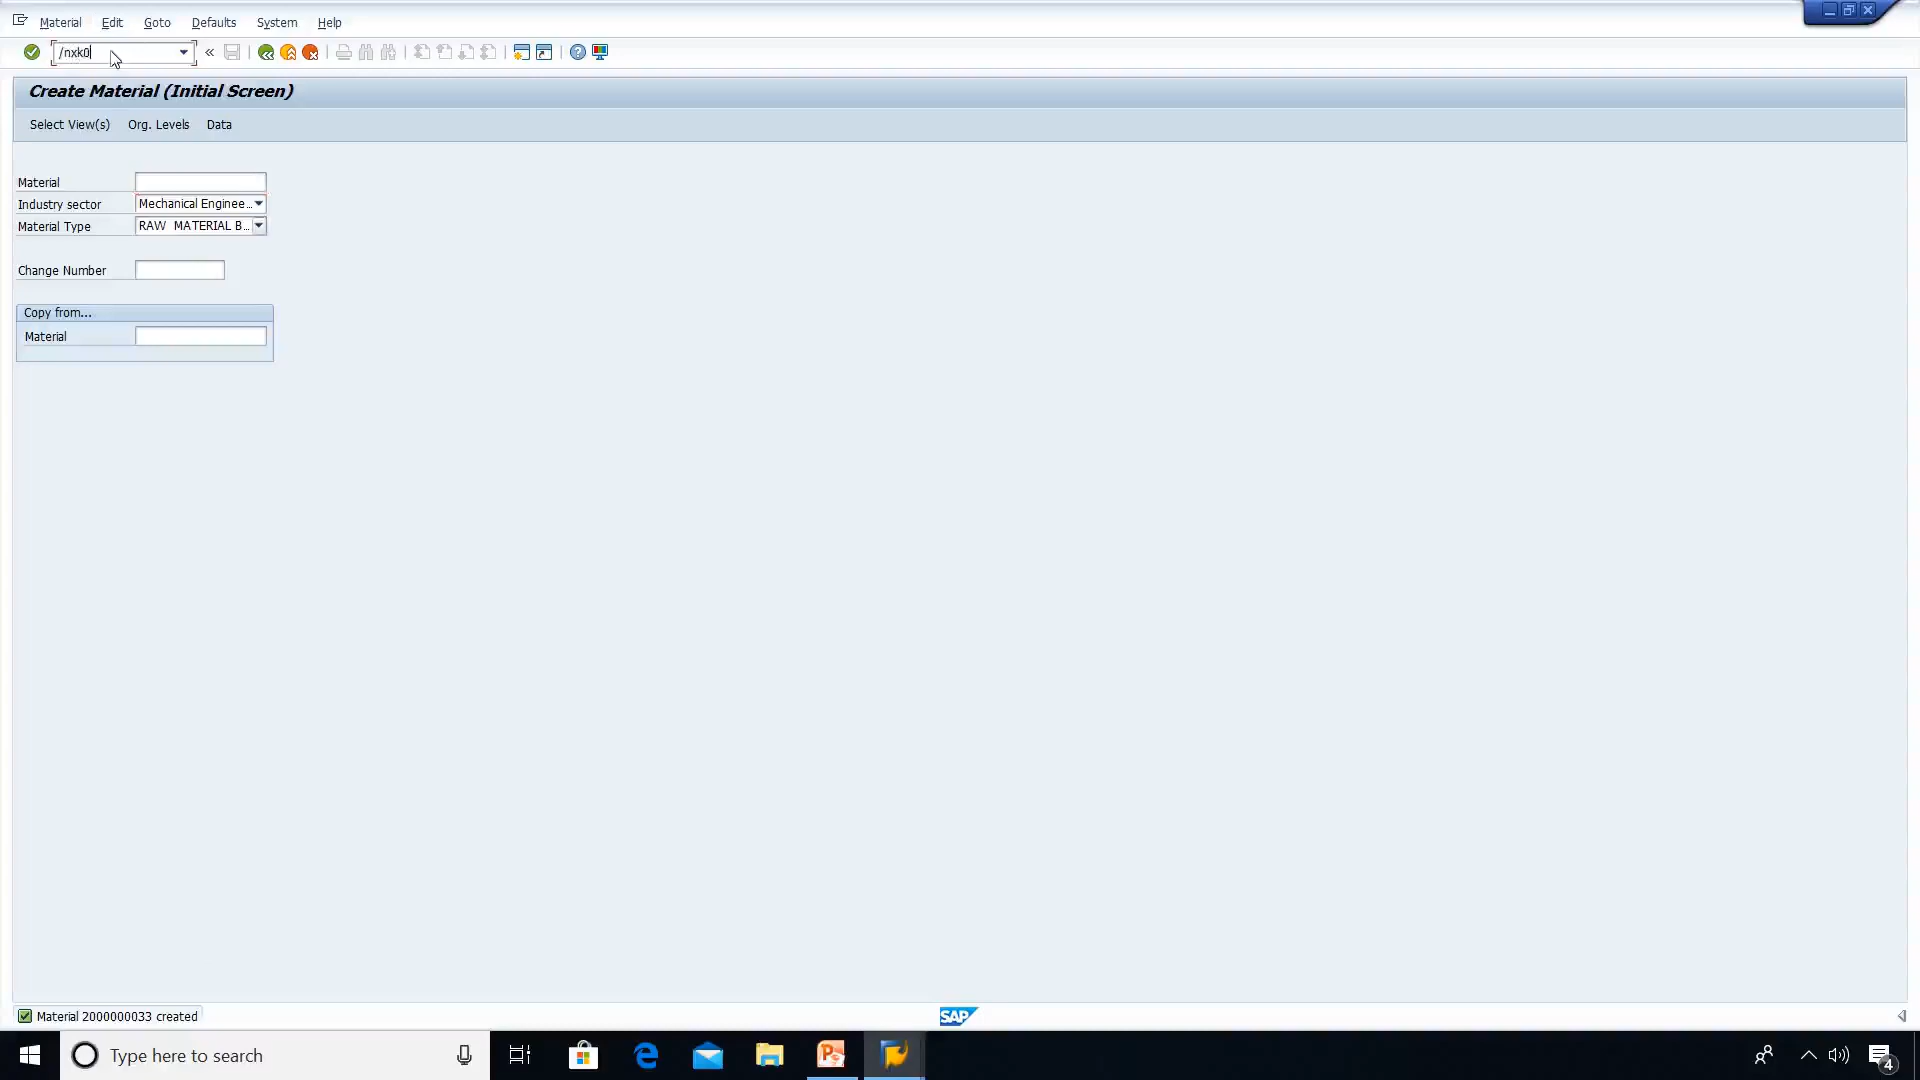 Material Edit Goto Defaults System Help
/nxk0
Create Material (Initial Screen)
Select View(s) Org. Levels Data
Material
Industry sector Mechanical Enginee...
Material Type RAW MATERIAL B...
Change Number
Copy from...
Material
Material 2000000033 created
SAP
Type here to search
4